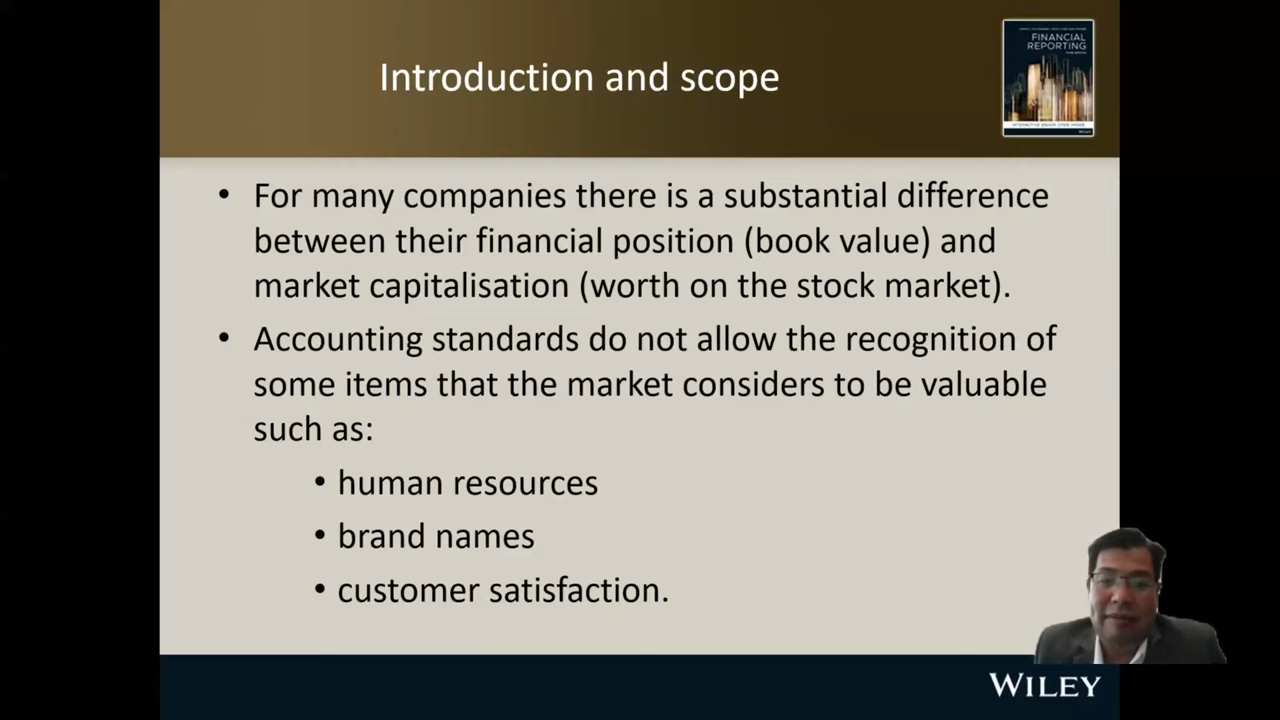 Introduction and scope
FINANCIAL
REPORTING
• For many companies there is a substantial difference
between their financial position (book value) and
market capitalisation (worth on the stock market).
• Accounting standards do not allow the recognition of
some items that the market considers to be valuable
such as:
• human resources
• brand names
• customer satisfaction.
WILEY